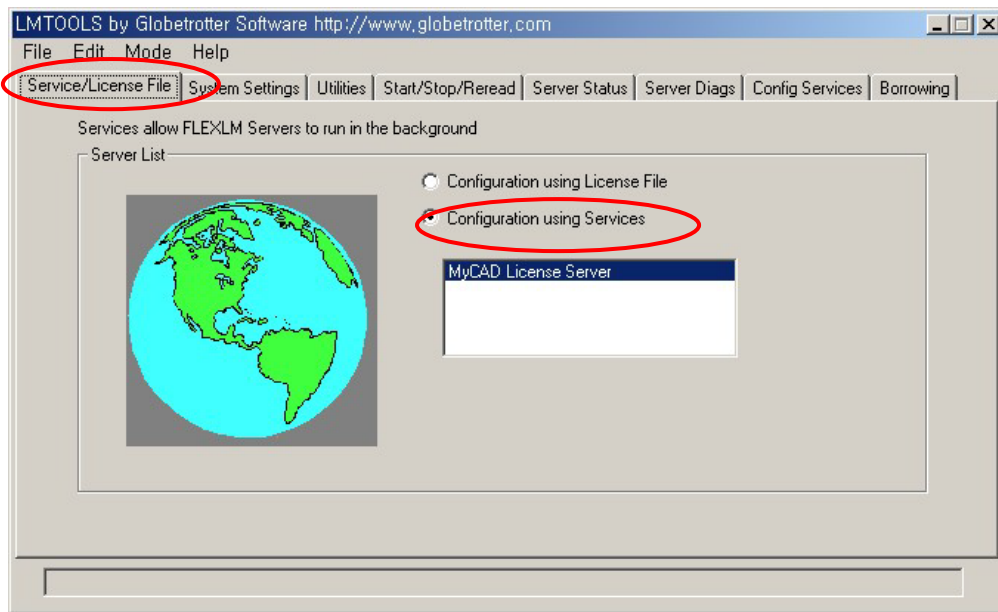 LMTOOLS by Globetrotter Software http://www.globetrotter.com
File Edit Mode Help
Service/License File System Settings Utilities Start/Stop/Reread Server Status Server Diags Config Services Borrowing
Services allow FLEXLM Servers to run in the background
Server List
Configuration using License File
Configuration using Services
MyCAD License Server